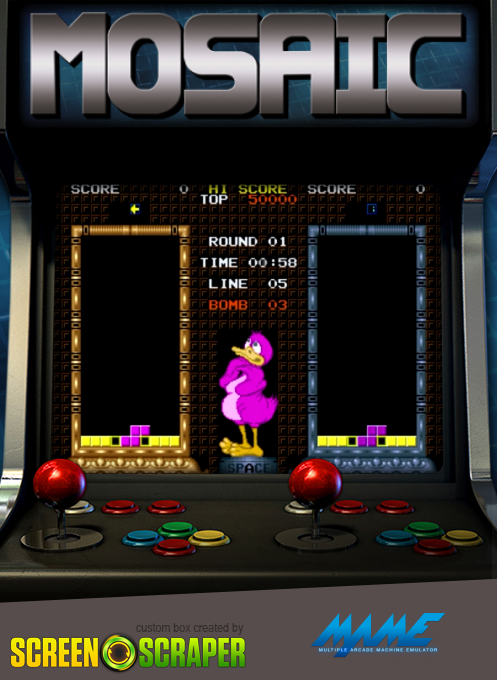 MOSAIC
SCORE 0 HI SCORE SCORE 0
TOP 50000
ROUND 01
TIME 00:58
LINE 05
BOMB 03
SPACE
custom box created by
SCREEN SCRAPER
MAME
MULTIPLE ARCADE MACHINE EMULATOR